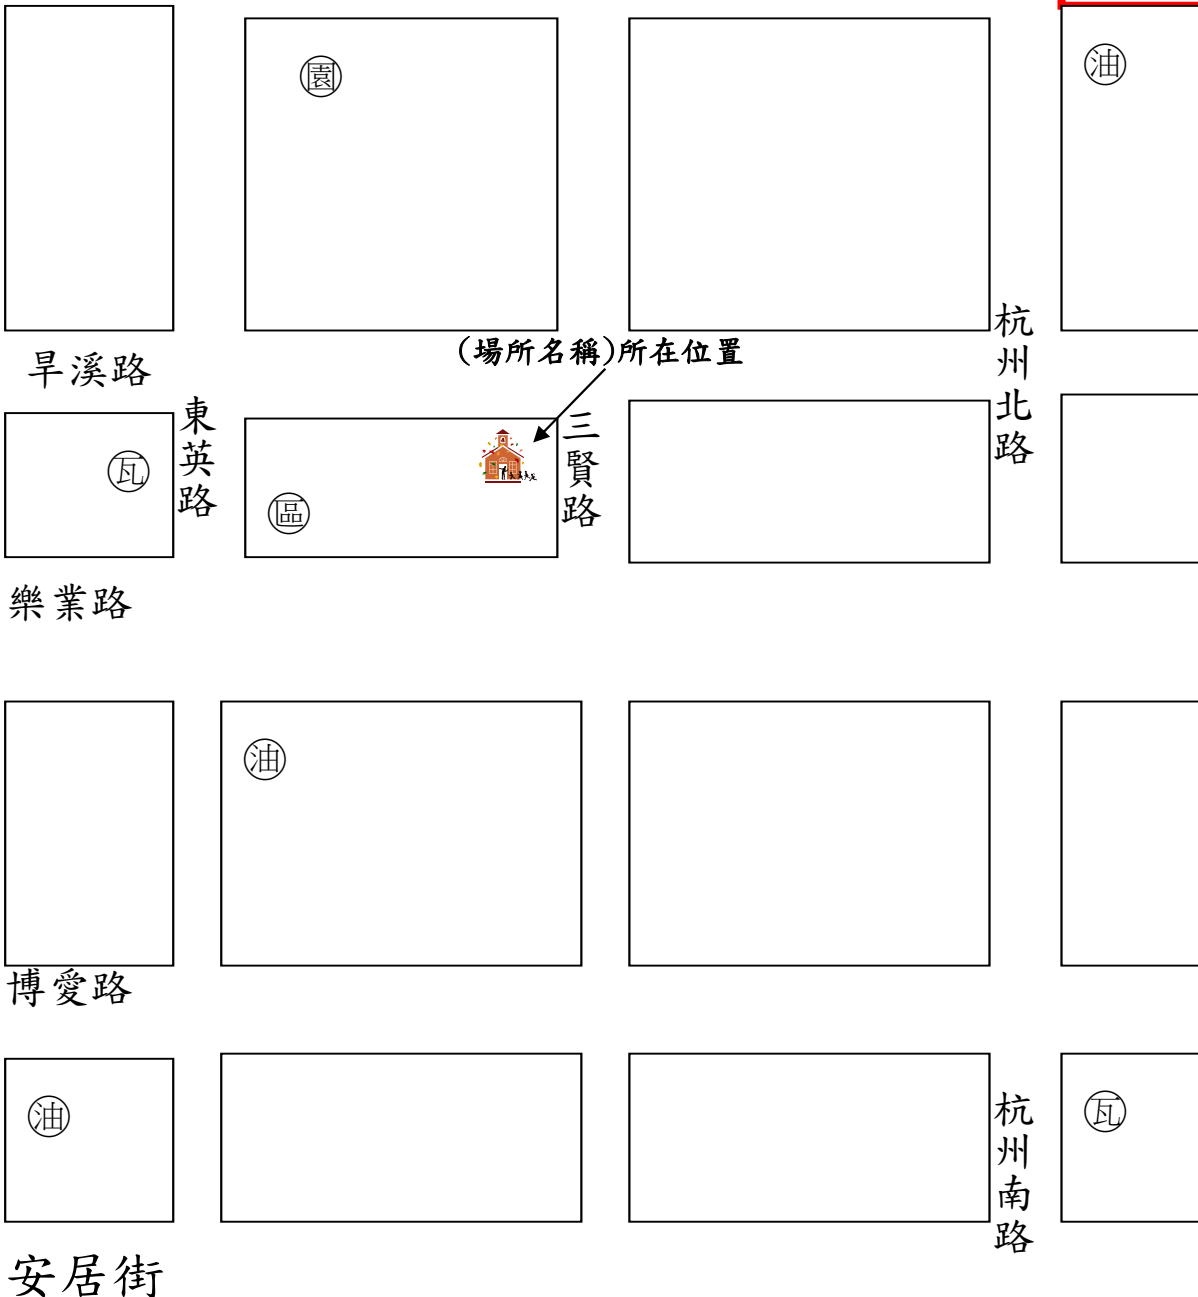 園
油
(場所名稱)所在位置
杭州北路
旱溪路
東英路
三賢路
瓦
區
樂業路
油
博愛路
油
杭州南路
瓦
安居街